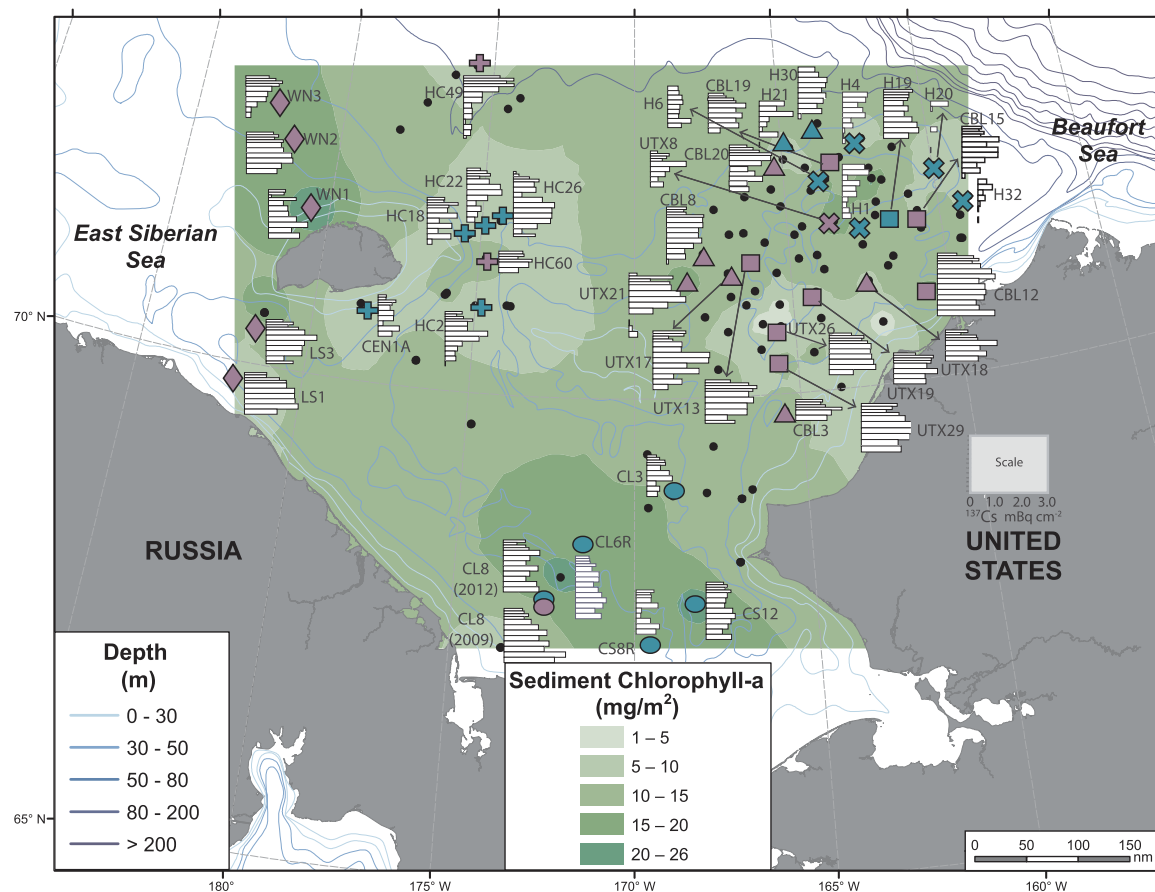 WN3
WN2
WN1
East Siberian
Sea
HC49
HC22
HC26
HC18
HC60
HC2
CEN1A
LS3
LS1
H6
CBL19
H30
H21
H4
H19
H20
CBL15
Beaufort
Sea
UTX8
CBL20
CBL8
H1
H32
UTX21
CBL12
UTX17
UTX26
UTX18
UTX19
UTX13
CBL3
UTX29
CL3
Scale
0 1.0 2.0 3.0
137Cs mBq cm-2
RUSSIA
UNITED
STATES
CL6R
CL8
(2012)
CL8
(2009)
CS12
CS8R
70° N
65° N
Depth
(m)
0 - 30
30 - 50
50 - 80
80 - 200
> 200
Sediment Chlorophyll-a
(mg/m2)
1 – 5
5 – 10
10 – 15
15 – 20
20 – 26
0 50 100 150
nm
180° 175° W 170° W 165° W 160° W